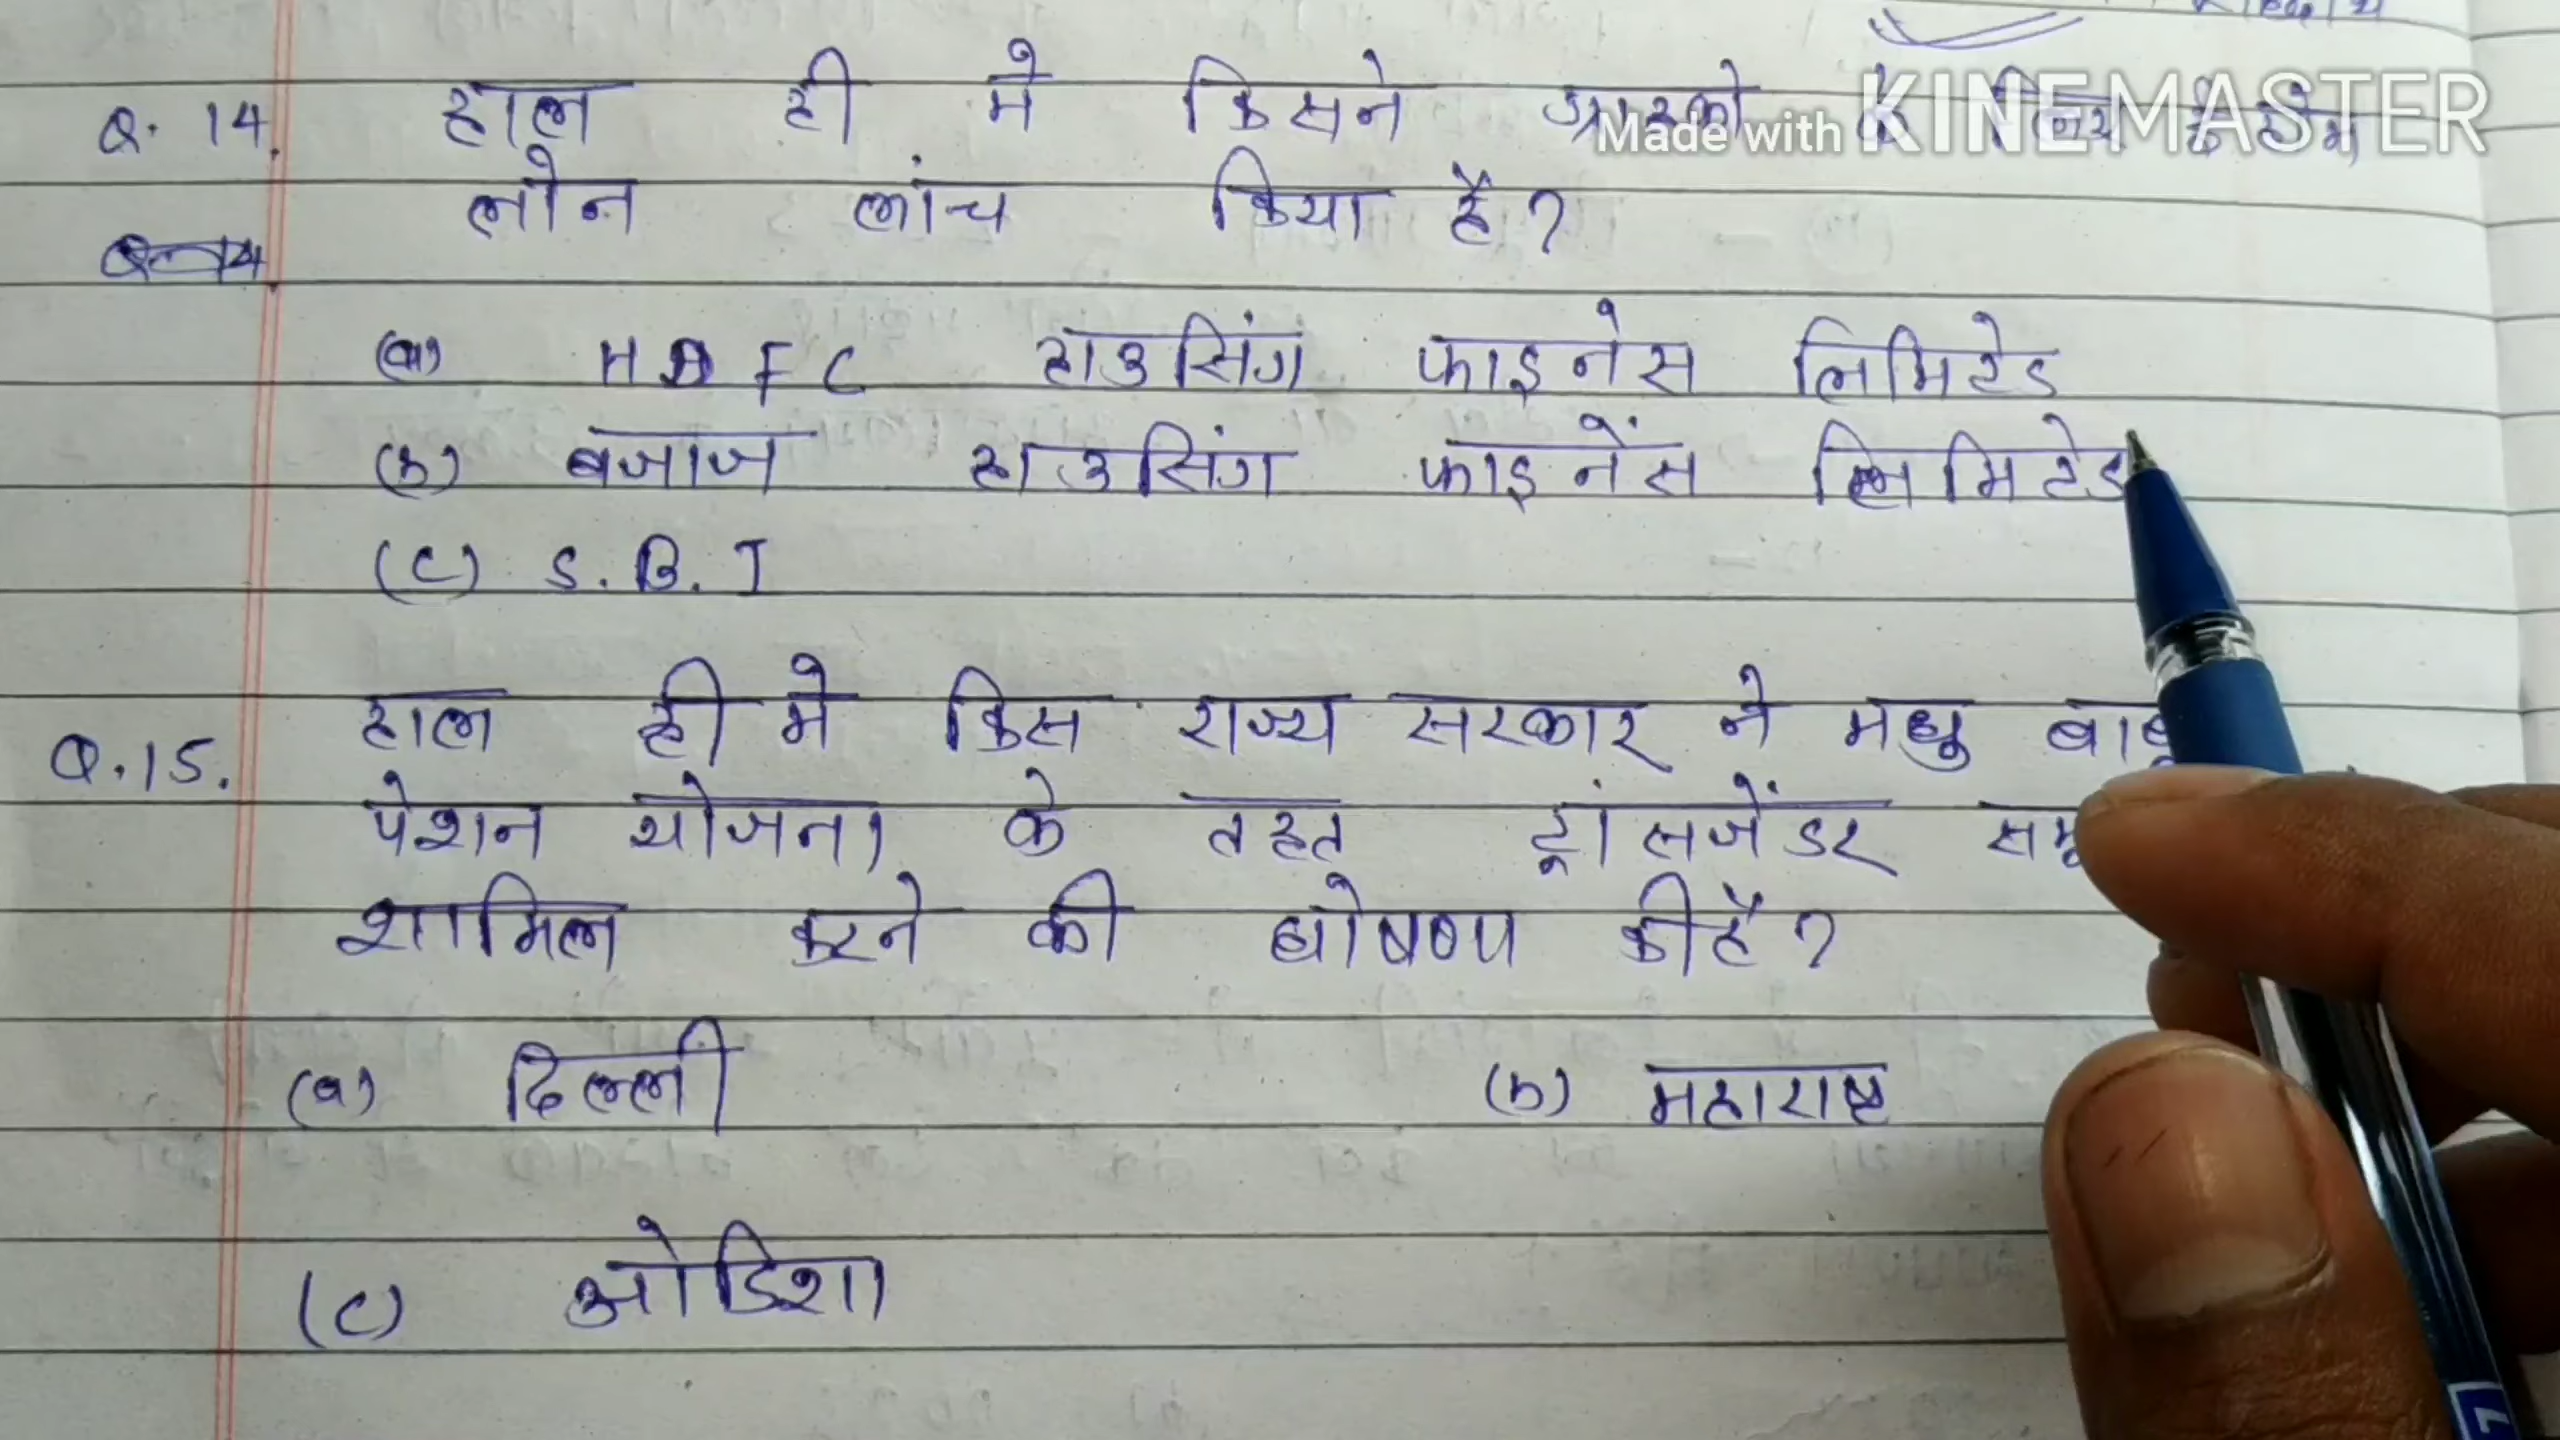 Q. 14. हाल ही मे किसने ग्राहको के लिए ई होम
Made with KINEMASTER
लोन लांच किया है?
(a) HDFC हाउसिंग फाइनेस लिमिटेड
(b) बजाज हाउसिंग फाइनेंस लिमिटेड
(c) S.B.I
Q.15. हाल ही मे किस राज्य सरकार ने मधु बाबू
पेशन योजना के तहत ट्रांसजेंडर
शामिल करने की घोषणा की है?
(a) दिल्ली (b) महाराष्ट्र
(c) ओडिशा